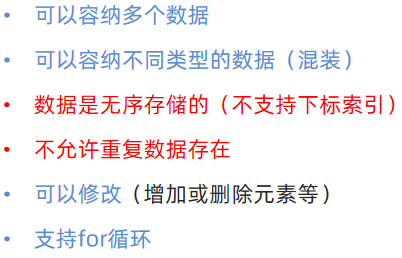 • 可以容纳多个数据
• 可以容纳不同类型的数据（混装）
• 数据是无序存储的（不支持下标索引）
• 不允许重复数据存在
• 可以修改（增加或删除元素等）
• 支持for循环